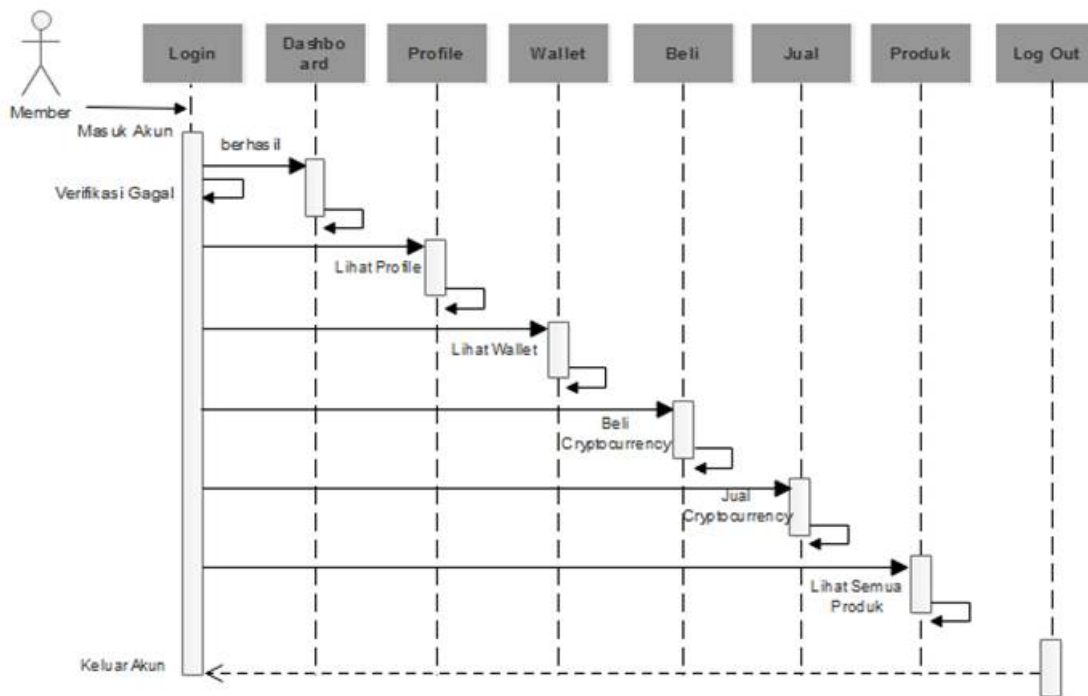 Login
Dashbo
ard
Profile
Wallet
Beli
Jual
Produk
Log Out
Member
Masuk Akun
berhasil
Verifikasi Gagal
Lihat Profile
Lihat Wallet
Beli
Cryptocurrency
Jual
Cryptocurrency
Lihat Semua
Produk
Keluar Akun